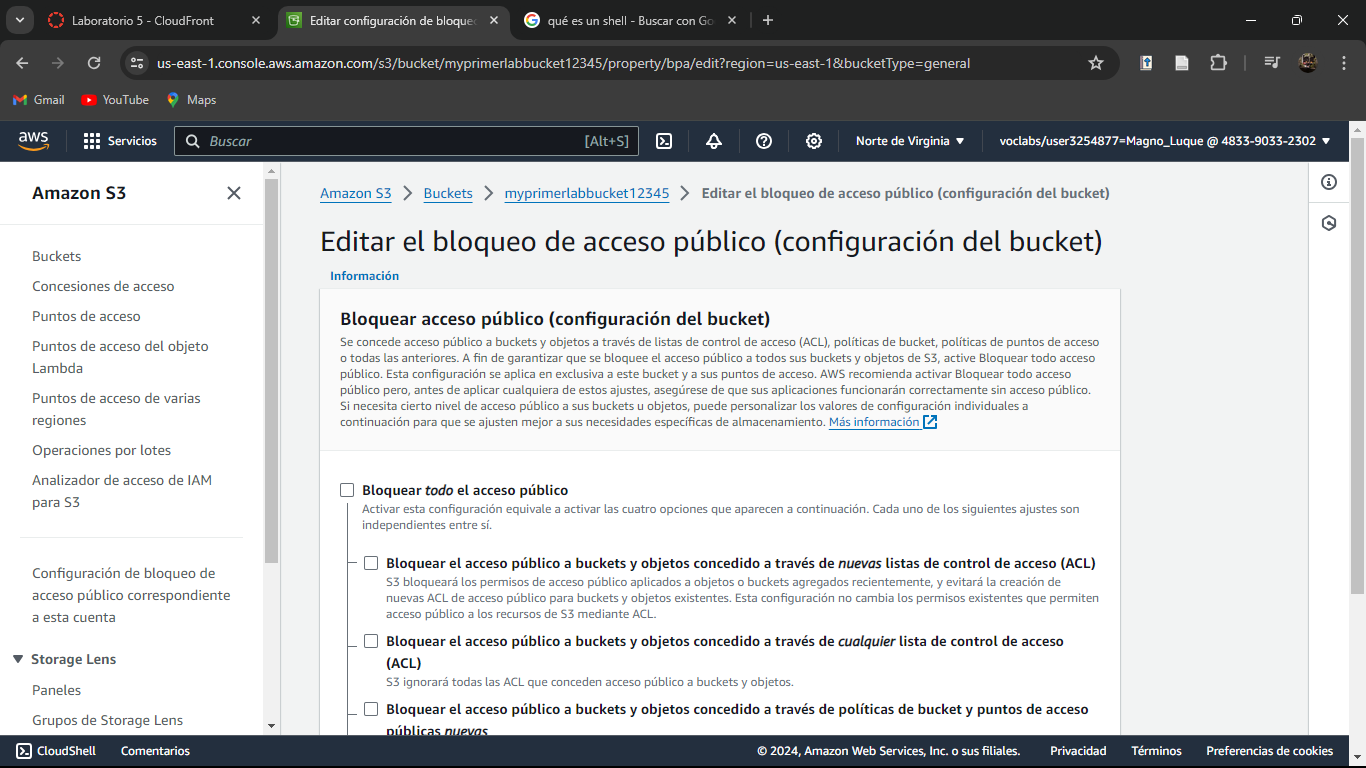 Laboratorio 5 - CloudFront
Editar configuración de bloqueo
qué es un shell - Buscar con Go
us-east-1.console.aws.amazon.com/s3/bucket/myprimerlabbucket12345/property/bpa/edit?region=us-east-1&bucketType=general
Gmail
YouTube
Maps
aws
Servicios
Buscar
[Alt+S]
Norte de Virginia
voclabs/user3254877=Magno_Luque @ 4833-9033-2302
Amazon S3
Buckets
Concesiones de acceso
Puntos de acceso
Puntos de acceso del objeto
Lambda
Puntos de acceso de varias
regiones
Operaciones por lotes
Analizador de acceso de IAM
para S3
Configuración de bloqueo de
acceso público correspondiente
a esta cuenta
Storage Lens
Paneles
Grupos de Storage Lens
Amazon S3 > Buckets > myprimerlabbucket12345 > Editar el bloqueo de acceso público (configuración del bucket)
Editar el bloqueo de acceso público (configuración del bucket)
Información
Bloquear acceso público (configuración del bucket)
Se concede acceso público a buckets y objetos a través de listas de control de acceso (ACL), políticas de bucket, políticas de puntos de acceso
o todas las anteriores. A fin de garantizar que se bloquee el acceso público a todos sus buckets y objetos de S3, active Bloquear todo acceso
público. Esta configuración se aplica en exclusiva a este bucket y a sus puntos de acceso. AWS recomienda activar Bloquear todo acceso
público pero, antes de aplicar cualquiera de estos ajustes, asegúrese de que sus aplicaciones funcionarán correctamente sin acceso público.
Si necesita cierto nivel de acceso público a sus buckets u objetos, puede personalizar los valores de configuración individuales a
continuación para que se ajusten mejor a sus necesidades específicas de almacenamiento. Más información
Bloquear todo el acceso público
Activar esta configuración equivale a activar las cuatro opciones que aparecen a continuación. Cada uno de los siguientes ajustes son
independientes entre sí.
Bloquear el acceso público a buckets y objetos concedido a través de nuevas listas de control de acceso (ACL)
S3 bloqueará los permisos de acceso público aplicados a objetos o buckets agregados recientemente, y evitará la creación de
nuevas ACL de acceso público para buckets y objetos existentes. Esta configuración no cambia los permisos existentes que permiten
acceso público a los recursos de S3 mediante ACL.
Bloquear el acceso público a buckets y objetos concedido a través de cualquier lista de control de acceso
(ACL)
S3 ignorará todas las ACL que conceden acceso público a buckets y objetos.
Bloquear el acceso público a buckets y objetos concedido a través de políticas de bucket y puntos de acceso
públicas nuevas
CloudShell
Comentarios
© 2024, Amazon Web Services, Inc. o sus filiales.
Privacidad
Términos
Preferencias de cookies